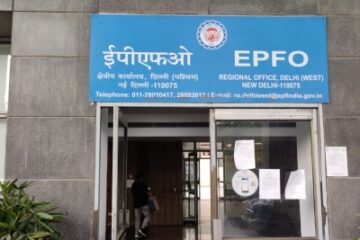 ईपीएफओ
क्षेत्रीय कार्यालय, दिल्ली (पश्चिम)
नई दिल्ली -110075
EPFO
REGIONAL OFFICE, DELHI (WEST)
NEW DELHI-110075
Telephone: 011-28050417, 28003017 | E-mail: ro.delhiwest@epfindia.gov.in